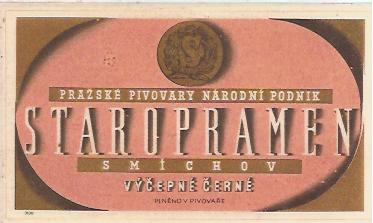 PRAŽSKÉ PIVOVARY NÁRODNÍ PODNIK
STAROPRAMEN
SMÍCHOV
VÝČEPNÉ ČERNÉ
PLNĚNO V PIVOVAŘE